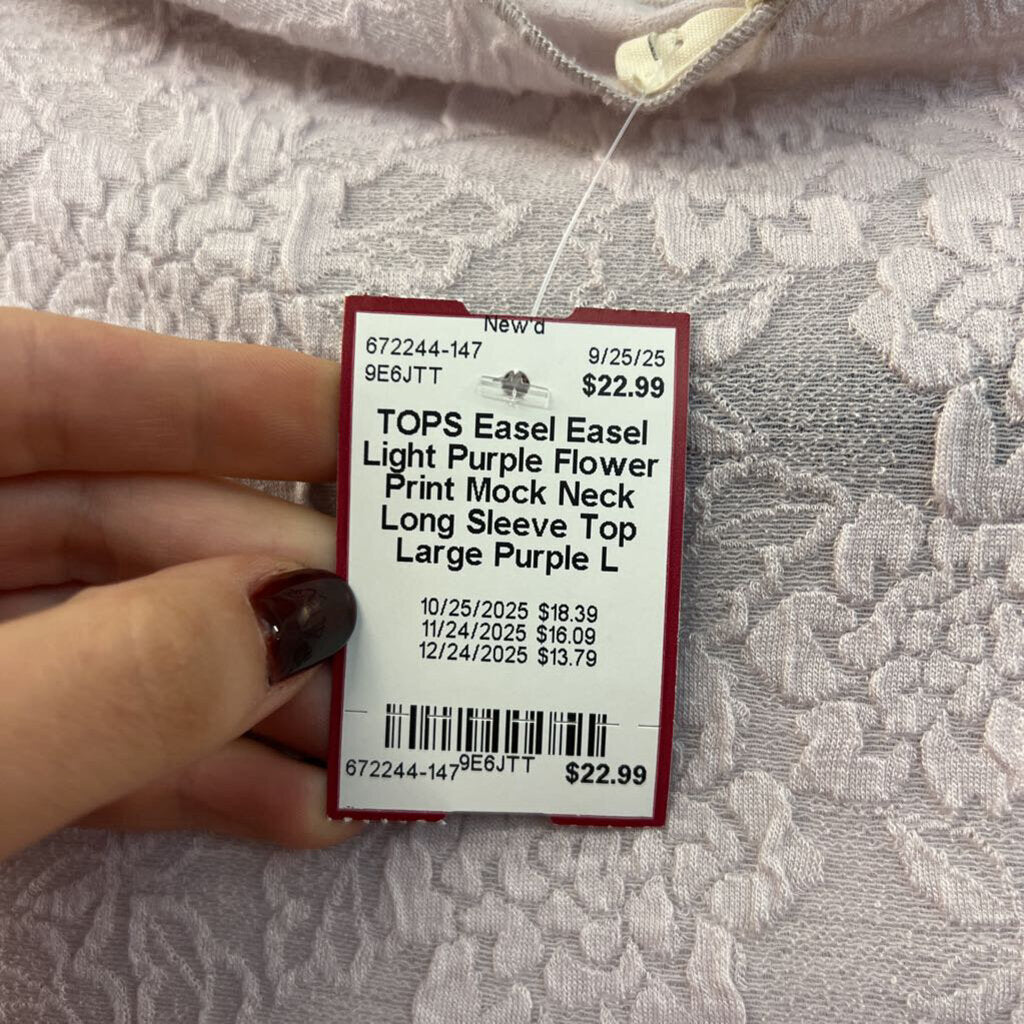 New'd
672244-147 9/25/25
9E6JTT $22.99
TOPS Easel Easel
Light Purple Flower
Print Mock Neck
Long Sleeve Top
Large Purple L
10/25/2025 $18.39
11/24/2025 $16.09
12/24/2025 $13.79
672244-147 9E6JTT $22.99